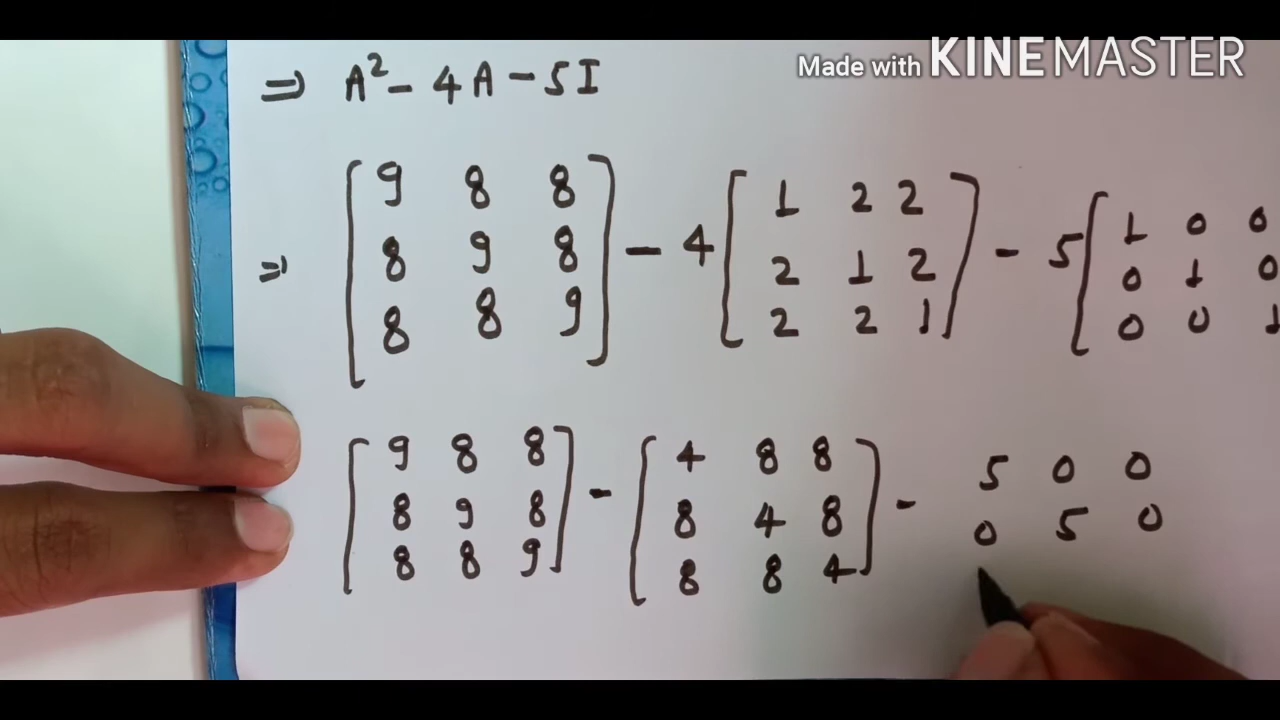 Made with KINEMASTER
⇒ A² - 4A - 5I
9 8 8 1 2 2 1 0 0
⇒ 8 9 8 - 4 2 1 2 - 5 0 1 0
8 8 9 2 2 1 0 0 1
9 8 8 4 8 8 5 0 0
8 9 8 - 8 4 8 - 0 5 0
8 8 9 8 8 4